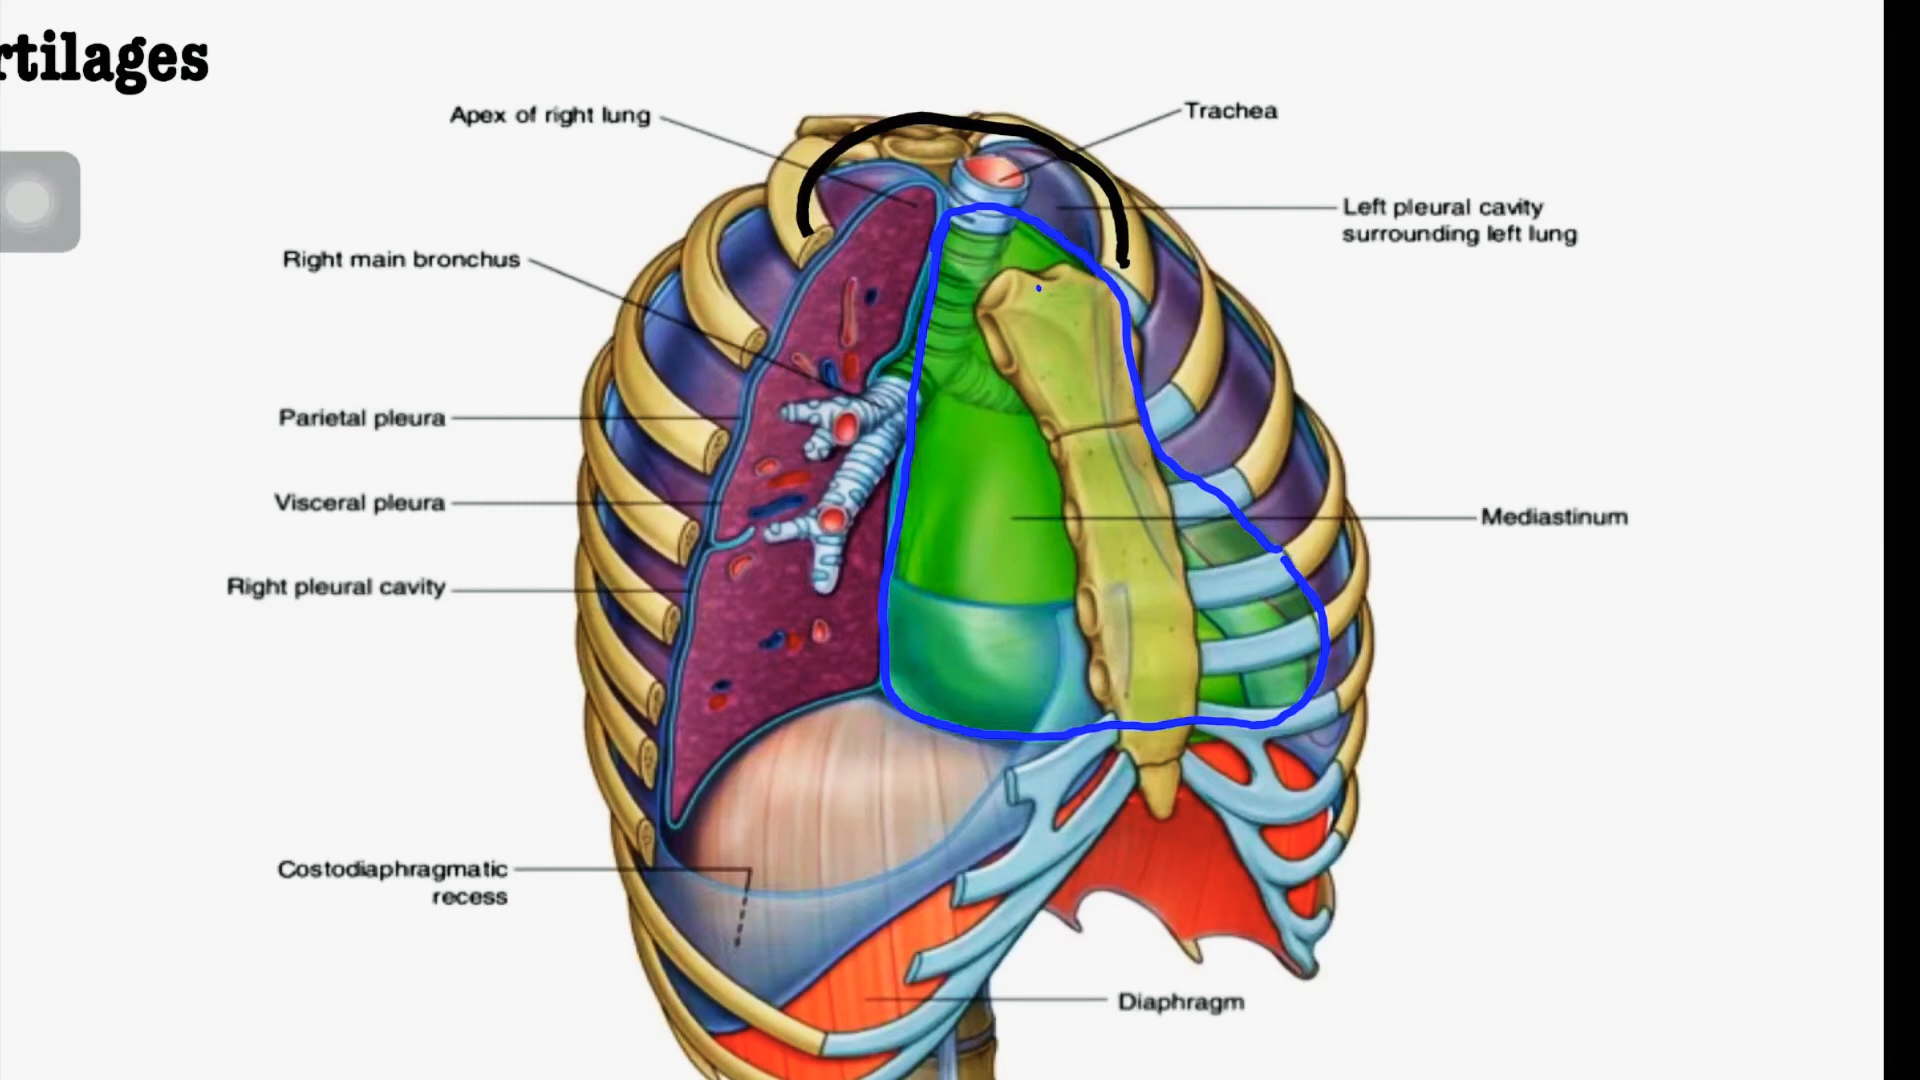 rtilages
Apex of right lung
Trachea
Left pleural cavity
surrounding left lung
Right main bronchus
Parietal pleura
Visceral pleura
Mediastinum
Right pleural cavity
Costodiaphragmatic
recess
Diaphragm